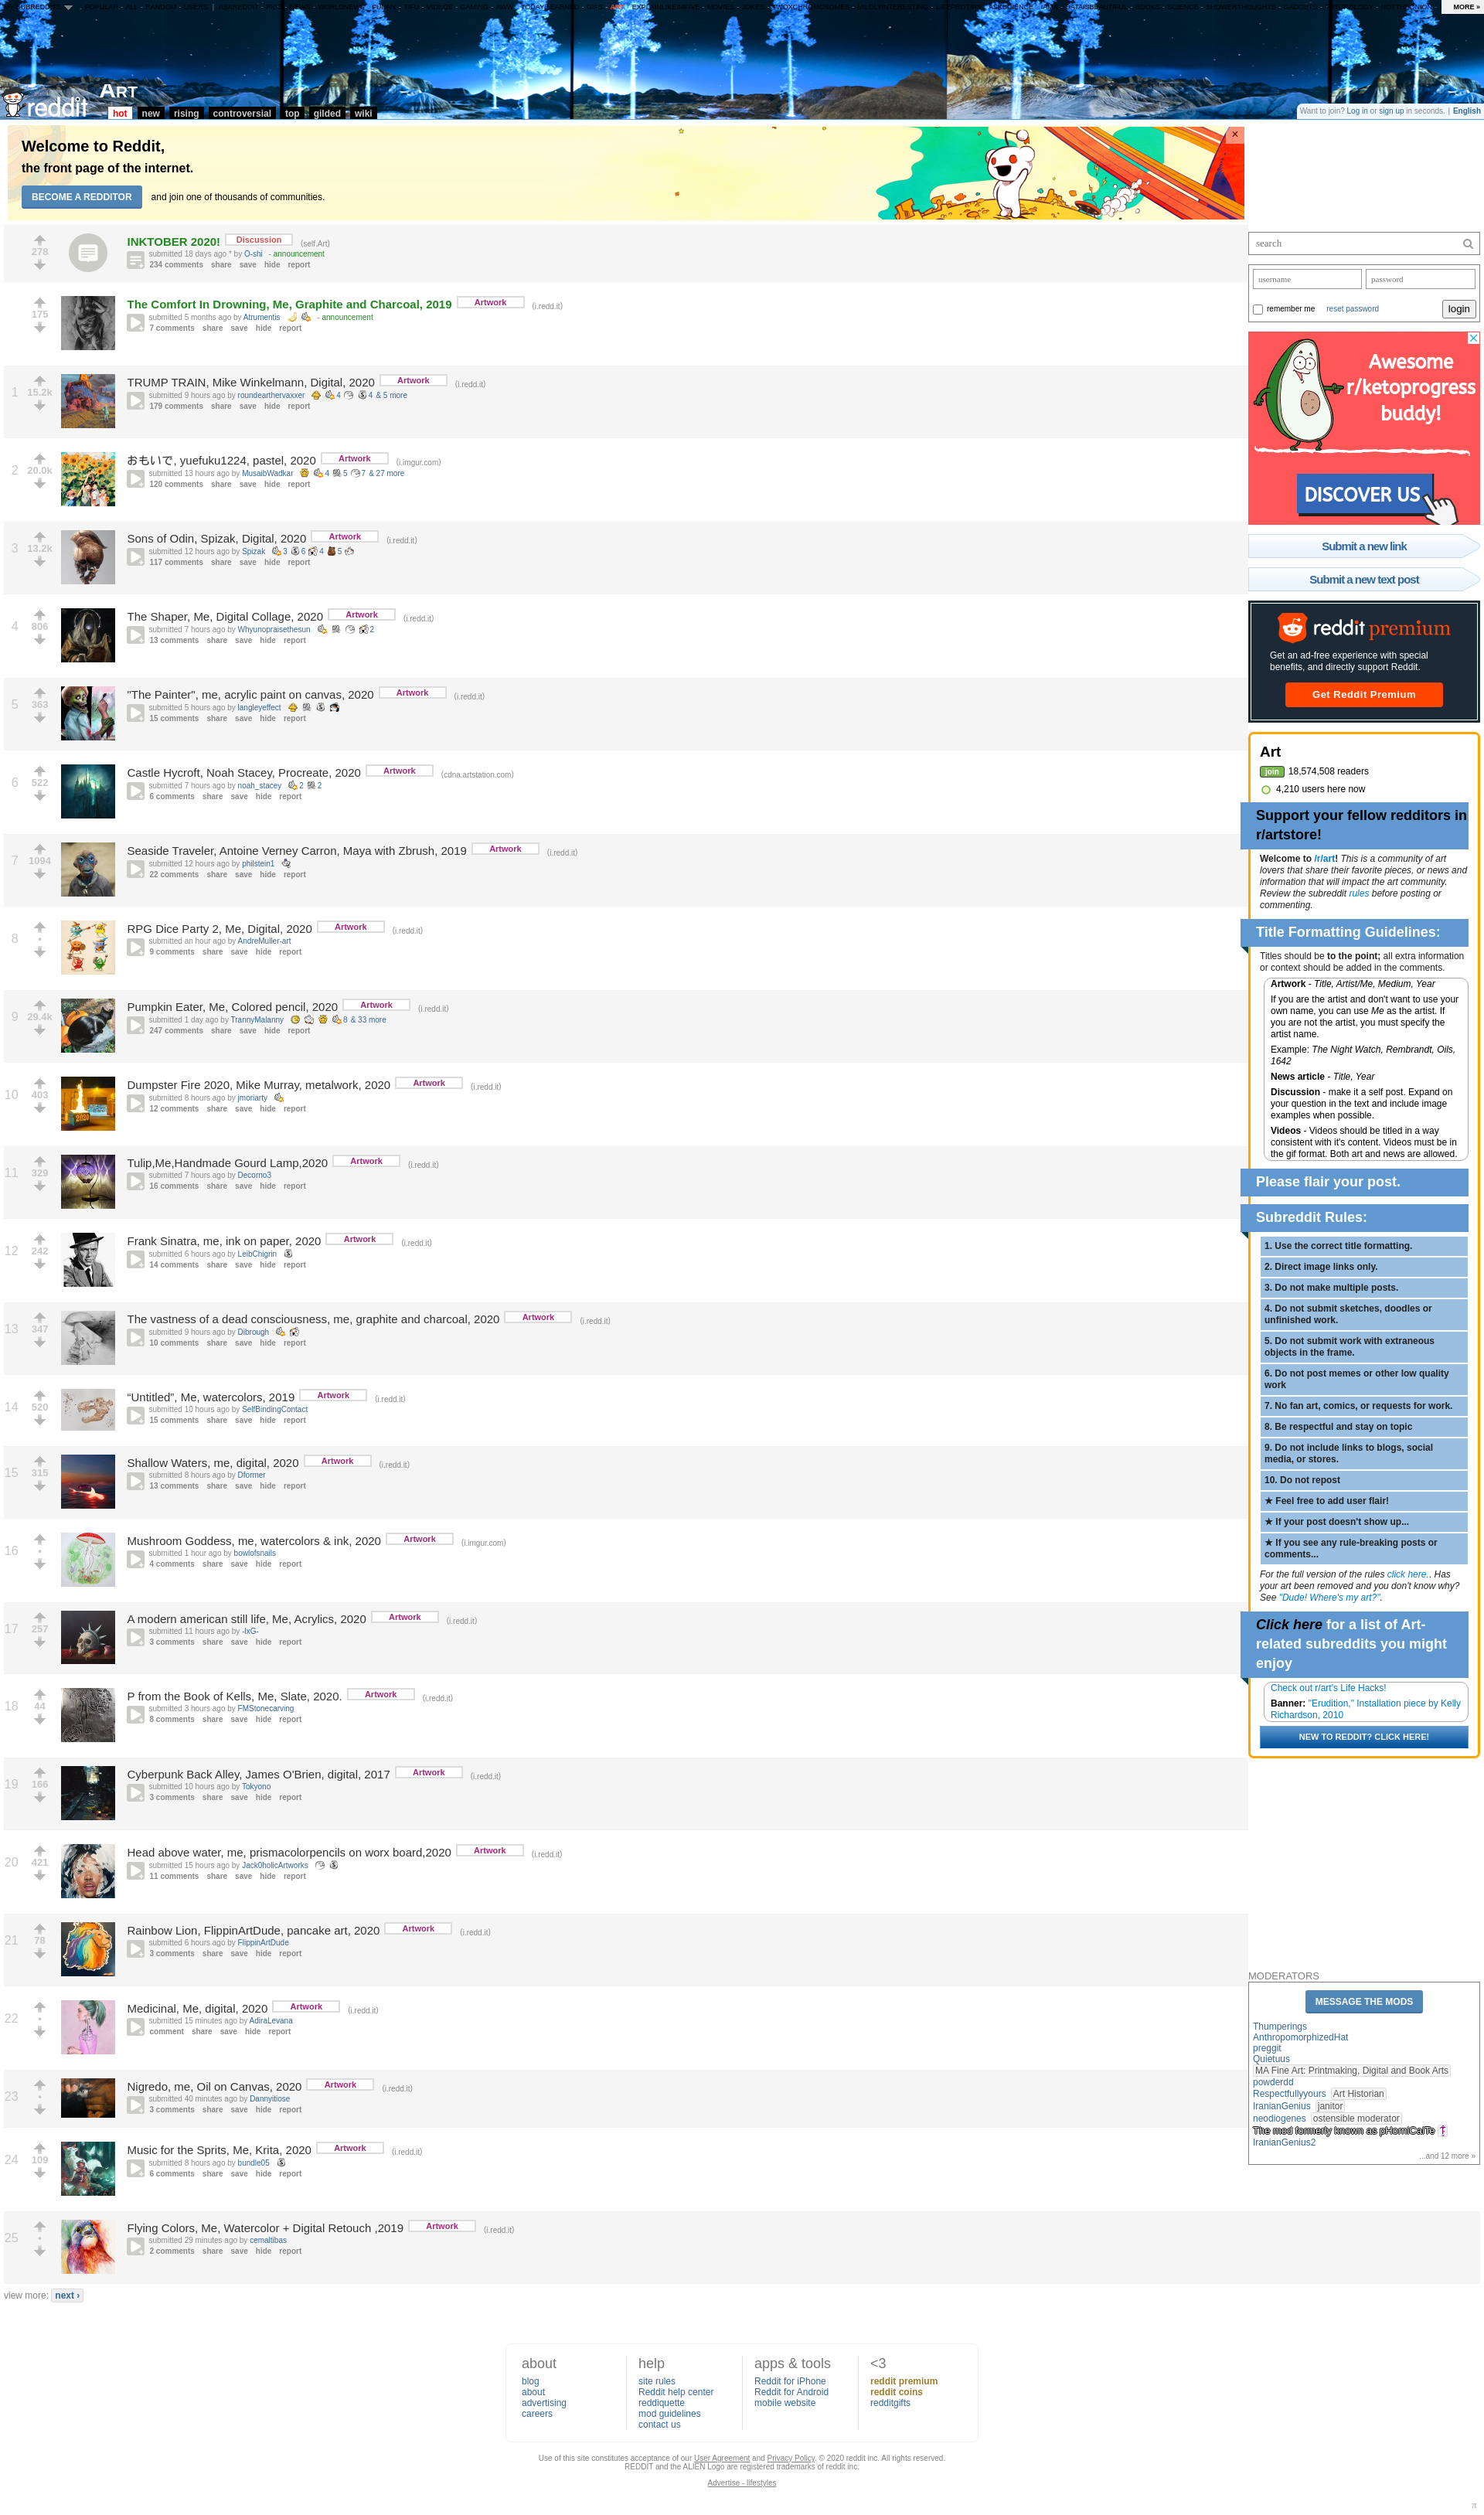 MORE »
ART
reddit
hot new rising controversial top gilded wiki
Want to join? Log in or sign up in seconds. | English
Welcome to Reddit,
the front page of the internet.
BECOME A REDDITOR and join one of thousands of communities.
278
INKTOBER 2020! Discussion (self.Art)
submitted 18 days ago * by O-shi - announcement
234 comments share save hide report
175
The Comfort In Drowning, Me, Graphite and Charcoal, 2019 Artwork (i.redd.it)
submitted 5 months ago by Atrumentis - announcement
7 comments share save hide report
1 15.2k
TRUMP TRAIN, Mike Winkelmann, Digital, 2020 Artwork (i.redd.it)
submitted 9 hours ago by roundearthervaxxer 4 4 & 5 more
179 comments share save hide report
2 20.0k
おもいで, yuefuku1224, pastel, 2020 Artwork (i.imgur.com)
submitted 13 hours ago by MusaibWadkar 4 5 7 & 27 more
120 comments share save hide report
3 13.2k
Sons of Odin, Spizak, Digital, 2020 Artwork (i.redd.it)
submitted 12 hours ago by Spizak 3 6 4 5
117 comments share save hide report
4 806
The Shaper, Me, Digital Collage, 2020 Artwork (i.redd.it)
submitted 7 hours ago by Whyunopraisethesun 2
13 comments share save hide report
5 363
"The Painter", me, acrylic paint on canvas, 2020 Artwork (i.redd.it)
submitted 5 hours ago by langleyeffect
15 comments share save hide report
6 522
Castle Hycroft, Noah Stacey, Procreate, 2020 Artwork (cdna.artstation.com)
submitted 7 hours ago by noah_stacey 2 2
6 comments share save hide report
7 1094
Seaside Traveler, Antoine Verney Carron, Maya with Zbrush, 2019 Artwork (i.redd.it)
submitted 12 hours ago by philstein1
22 comments share save hide report
8 •
RPG Dice Party 2, Me, Digital, 2020 Artwork (i.redd.it)
submitted an hour ago by AndreMuller-art
9 comments share save hide report
9 29.4k
Pumpkin Eater, Me, Colored pencil, 2020 Artwork (i.redd.it)
submitted 1 day ago by TrannyMalanny 8 & 33 more
247 comments share save hide report
10 403
Dumpster Fire 2020, Mike Murray, metalwork, 2020 Artwork (i.redd.it)
submitted 8 hours ago by jmoriarty
12 comments share save hide report
11 329
Tulip,Me,Handmade Gourd Lamp,2020 Artwork (i.redd.it)
submitted 7 hours ago by Decorno3
16 comments share save hide report
12 242
Frank Sinatra, me, ink on paper, 2020 Artwork (i.redd.it)
submitted 6 hours ago by LeibChigrin
14 comments share save hide report
13 347
The vastness of a dead consciousness, me, graphite and charcoal, 2020 Artwork (i.redd.it)
submitted 9 hours ago by Dibrough
10 comments share save hide report
14 520
“Untitled”, Me, watercolors, 2019 Artwork (i.redd.it)
submitted 10 hours ago by SelfBindingContact
15 comments share save hide report
15 315
Shallow Waters, me, digital, 2020 Artwork (i.redd.it)
submitted 8 hours ago by Dformer
13 comments share save hide report
16 •
Mushroom Goddess, me, watercolors & ink, 2020 Artwork (i.imgur.com)
submitted 1 hour ago by bowlofsnails
4 comments share save hide report
17 257
A modern american still life, Me, Acrylics, 2020 Artwork (i.redd.it)
submitted 11 hours ago by -IxG-
3 comments share save hide report
18 44
P from the Book of Kells, Me, Slate, 2020. Artwork (i.redd.it)
submitted 3 hours ago by FMStonecarving
8 comments share save hide report
19 166
Cyberpunk Back Alley, James O'Brien, digital, 2017 Artwork (i.redd.it)
submitted 10 hours ago by Tokyono
3 comments share save hide report
20 421
Head above water, me, prismacolorpencils on worx board,2020 Artwork (i.redd.it)
submitted 15 hours ago by Jack0holicArtworks
11 comments share save hide report
21 78
Rainbow Lion, FlippinArtDude, pancake art, 2020 Artwork (i.redd.it)
submitted 6 hours ago by FlippinArtDude
3 comments share save hide report
22 •
Medicinal, Me, digital, 2020 Artwork (i.redd.it)
submitted 15 minutes ago by AdiraLevana
comment share save hide report
23 •
Nigredo, me, Oil on Canvas, 2020 Artwork (i.redd.it)
submitted 40 minutes ago by Dannyitiose
3 comments share save hide report
24 109
Music for the Sprits, Me, Krita, 2020 Artwork (i.redd.it)
submitted 8 hours ago by bundle05
6 comments share save hide report
25 •
Flying Colors, Me, Watercolor + Digital Retouch ,2019 Artwork (i.redd.it)
submitted 29 minutes ago by cemaltibas
2 comments share save hide report
view more: next ›
search
username password
remember me reset password login
Awesome
r/ketoprogress
buddy!
DISCOVER US
Submit a new link
Submit a new text post
reddit premium
Get an ad-free experience with special
benefits, and directly support Reddit.
Get Reddit Premium
Art
join 18,574,508 readers
4,210 users here now
Support your fellow redditors in
r/artstore!
Welcome to /r/art! This is a community of art
lovers that share their favorite pieces, or news and
information that will impact the art community.
Review the subreddit rules before posting or
commenting.
Title Formatting Guidelines:
Titles should be to the point; all extra information
or context should be added in the comments.
Artwork - Title, Artist/Me, Medium, Year
If you are the artist and don't want to use your
own name, you can use Me as the artist. If
you are not the artist, you must specify the
artist name.
Example: The Night Watch, Rembrandt, Oils,
1642
News article - Title, Year
Discussion - make it a self post. Expand on
your question in the text and include image
examples when possible.
Videos - Videos should be titled in a way
consistent with it's content. Videos must be in
the gif format. Both art and news are allowed.
Please flair your post.
Subreddit Rules:
1. Use the correct title formatting.
2. Direct image links only.
3. Do not make multiple posts.
4. Do not submit sketches, doodles or
unfinished work.
5. Do not submit work with extraneous
objects in the frame.
6. Do not post memes or other low quality
work
7. No fan art, comics, or requests for work.
8. Be respectful and stay on topic
9. Do not include links to blogs, social
media, or stores.
10. Do not repost
★ Feel free to add user flair!
★ If your post doesn't show up...
★ If you see any rule-breaking posts or
comments...
For the full version of the rules click here.. Has
your art been removed and you don't know why?
See "Dude! Where's my art?".
Click here for a list of Art-
related subreddits you might
enjoy
Check out r/art's Life Hacks!
Banner: "Erudition," Installation piece by Kelly
Richardson, 2010
NEW TO REDDIT? CLICK HERE!
MODERATORS
MESSAGE THE MODS
Thumperings
AnthropomorphizedHat
preggit
Quietuus
MA Fine Art: Printmaking, Digital and Book Arts
powderdd
Respectfullyyours Art Historian
IranianGenius janitor
neodiogenes ostensible moderator
The mod formerly known as pHorniCaiTe
IranianGenius2
...and 12 more »
about
blog
about
advertising
careers
help
site rules
Reddit help center
reddiquette
mod guidelines
contact us
apps & tools
Reddit for iPhone
Reddit for Android
mobile website
<3
reddit premium
reddit coins
redditgifts
Use of this site constitutes acceptance of our User Agreement and Privacy Policy. © 2020 reddit inc. All rights reserved.
REDDIT and the ALIEN Logo are registered trademarks of reddit inc.
Advertise - lifestyles
π